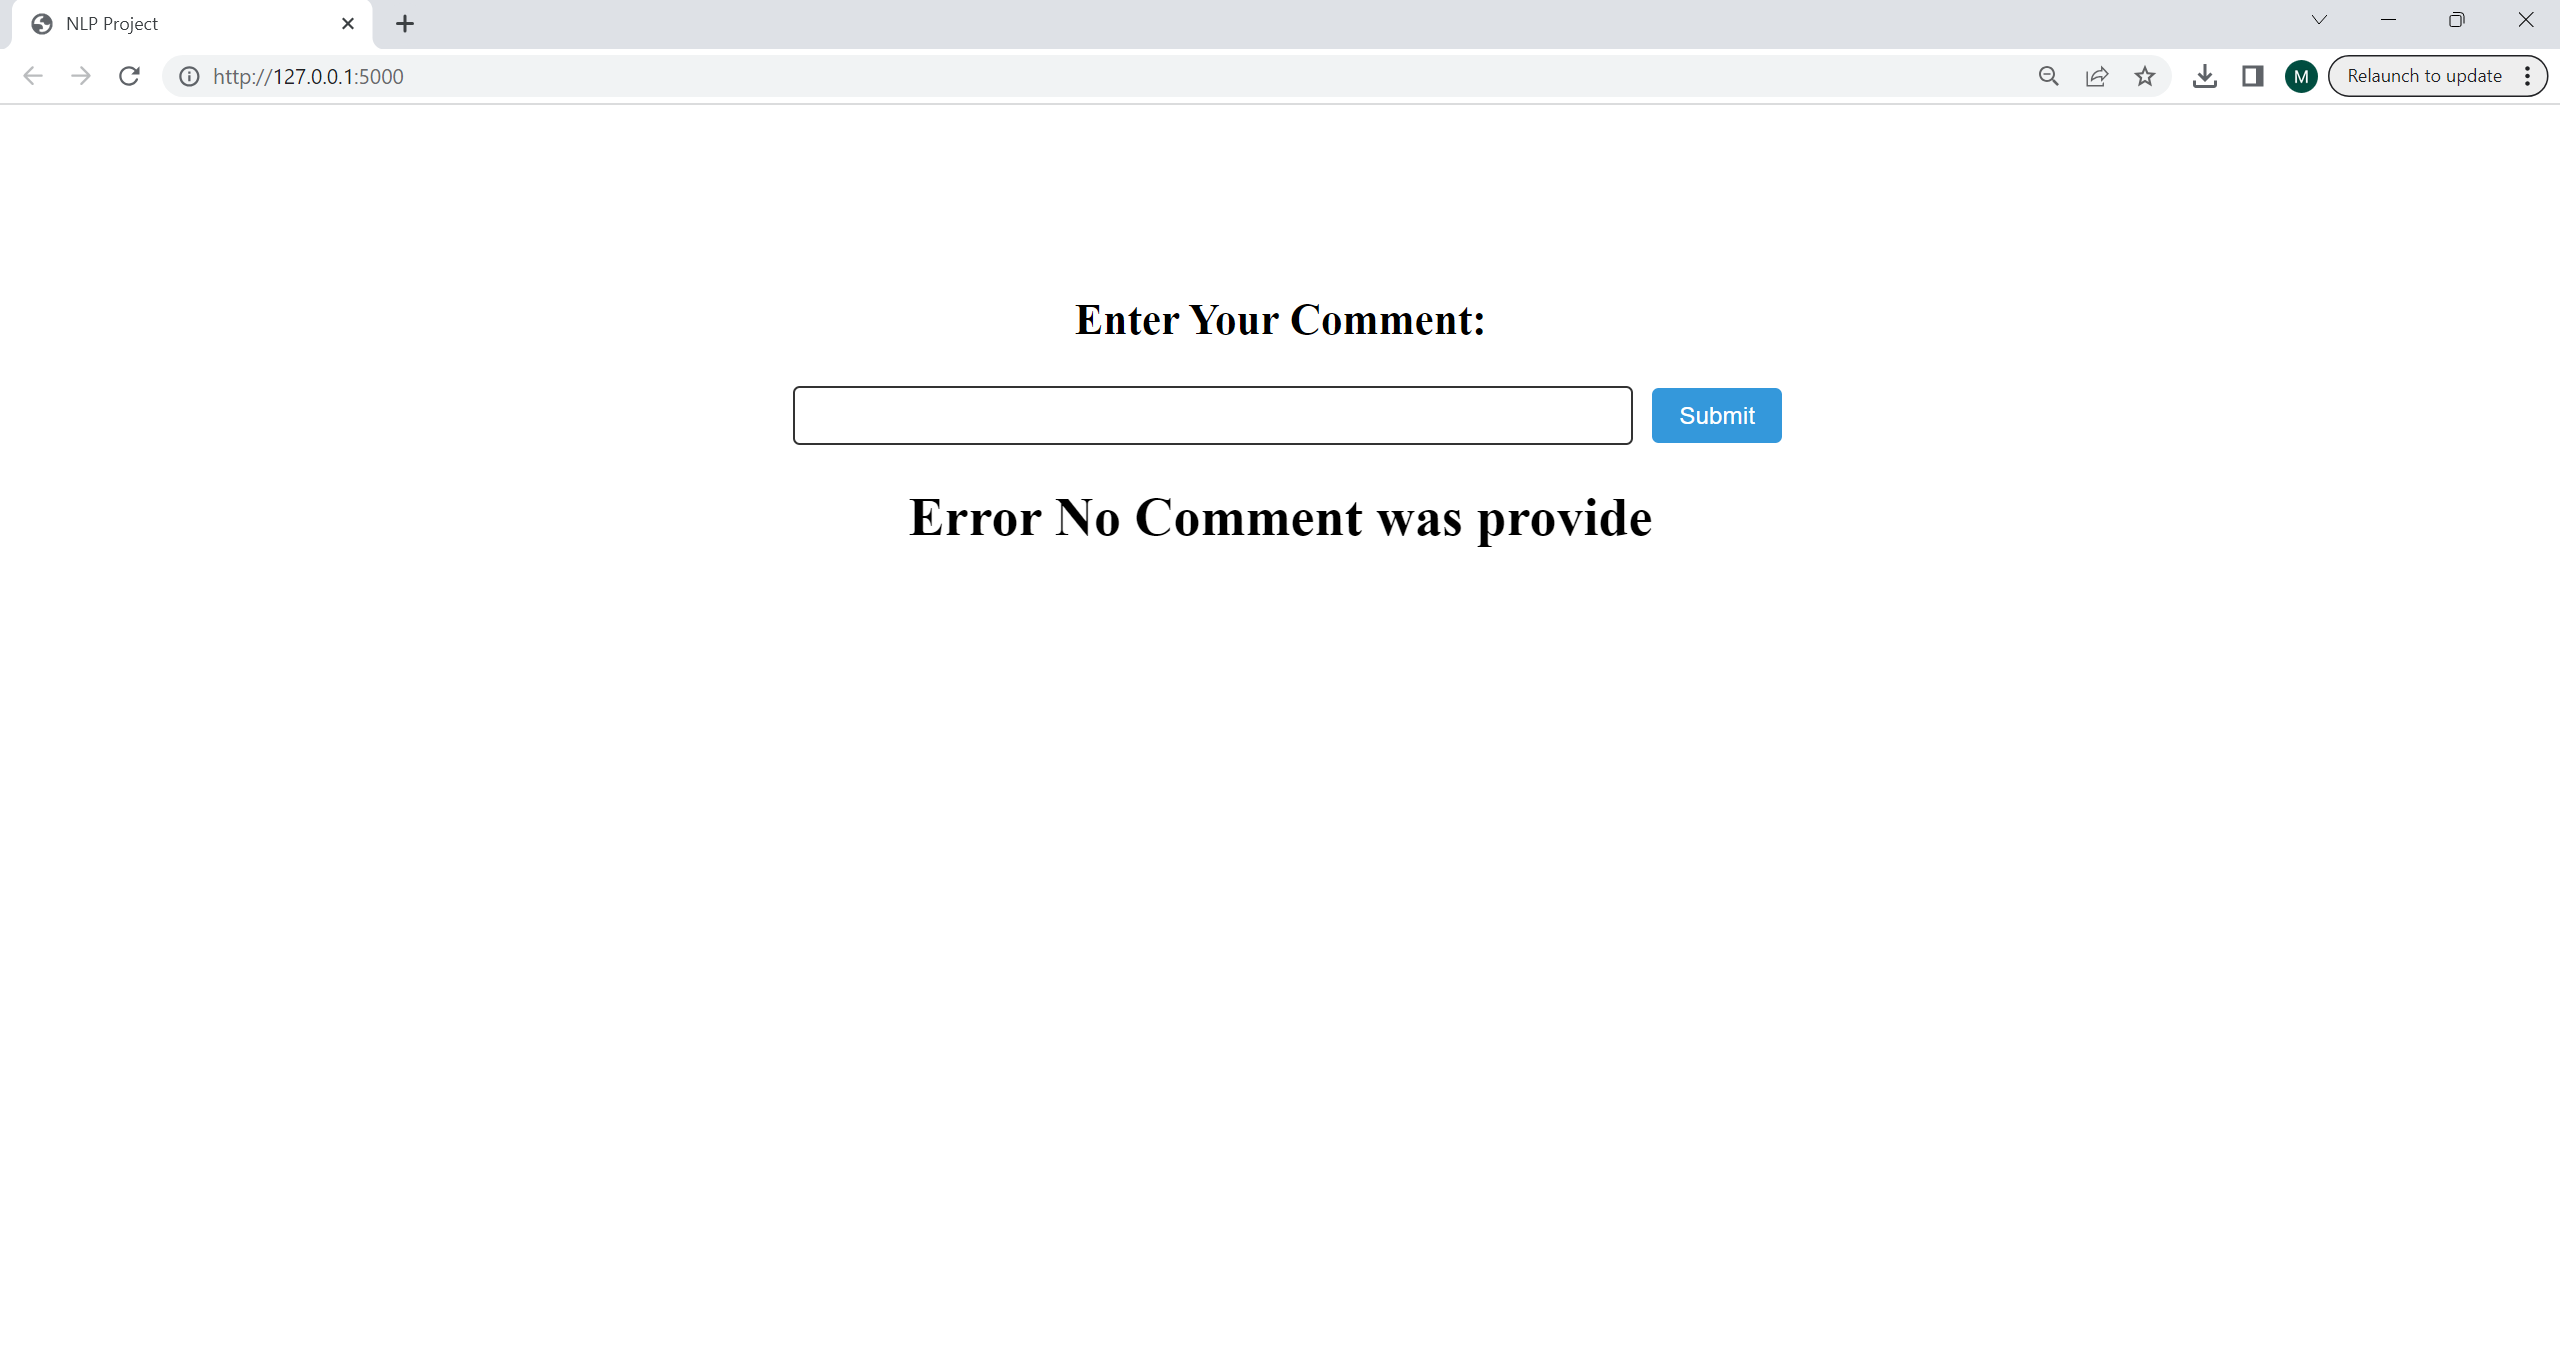 NLP Project
http://127.0.0.1:5000
M
Relaunch to update
Enter Your Comment:
Submit
Error No Comment was provide